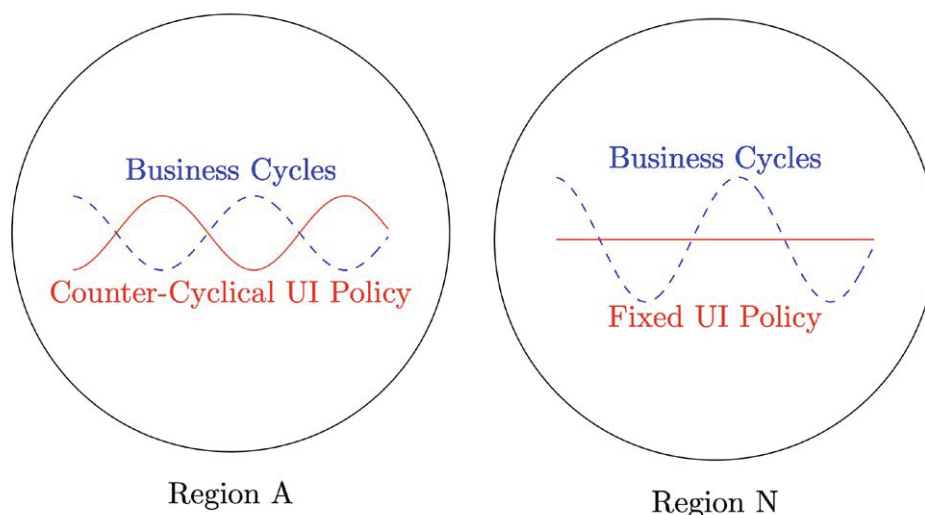 Business Cycles
Counter-Cyclical UI Policy
Region A
Business Cycles
Fixed UI Policy
Region N